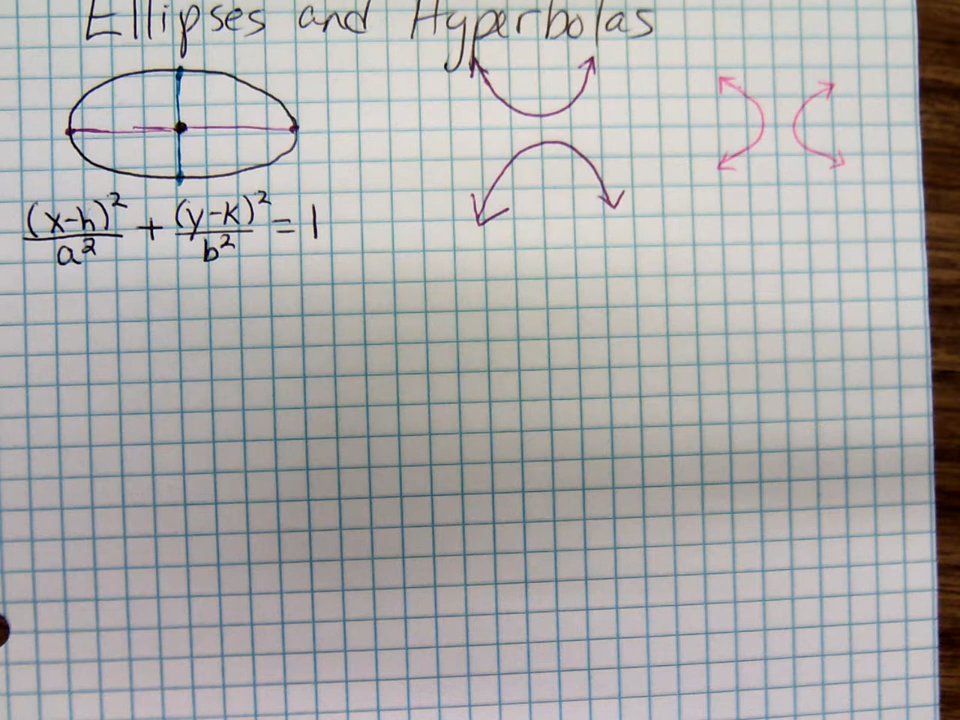 Ellipses and Hyperbolas
(x-h)²/a² + (y-k)²/b² = 1